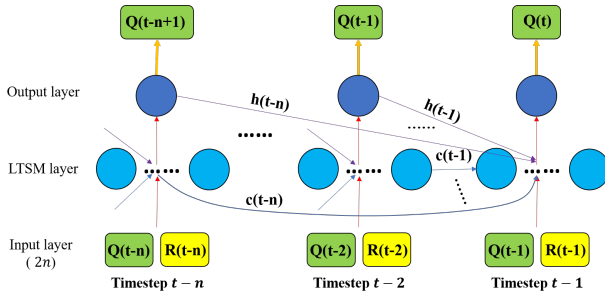 Q(t-n+1) Q(t-1) Q(t)
Output layer
h(t-n) h(t-1)
...... ......
LTSM layer ...... ...... c(t-1) ......
c(t-n) ......
Input layer
( 2n)
Q(t-n) R(t-n) Q(t-2) R(t-2) Q(t-1) R(t-1)
Timestep t − n Timestep t − 2 Timestep t − 1